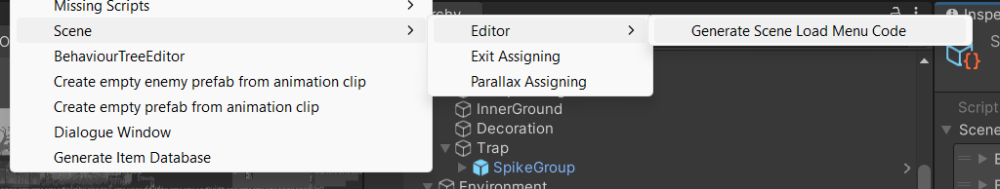 Missing Scripts
Scene
BehaviourTreeEditor
Create empty enemy prefab from animation clip
Create empty prefab from animation clip
Dialogue Window
Generate Item Database
Editor
Exit Assigning
Parallax Assigning
Generate Scene Load Menu Code
InnerGround
Decoration
Trap
SpikeGroup
Environment
Script
Scene